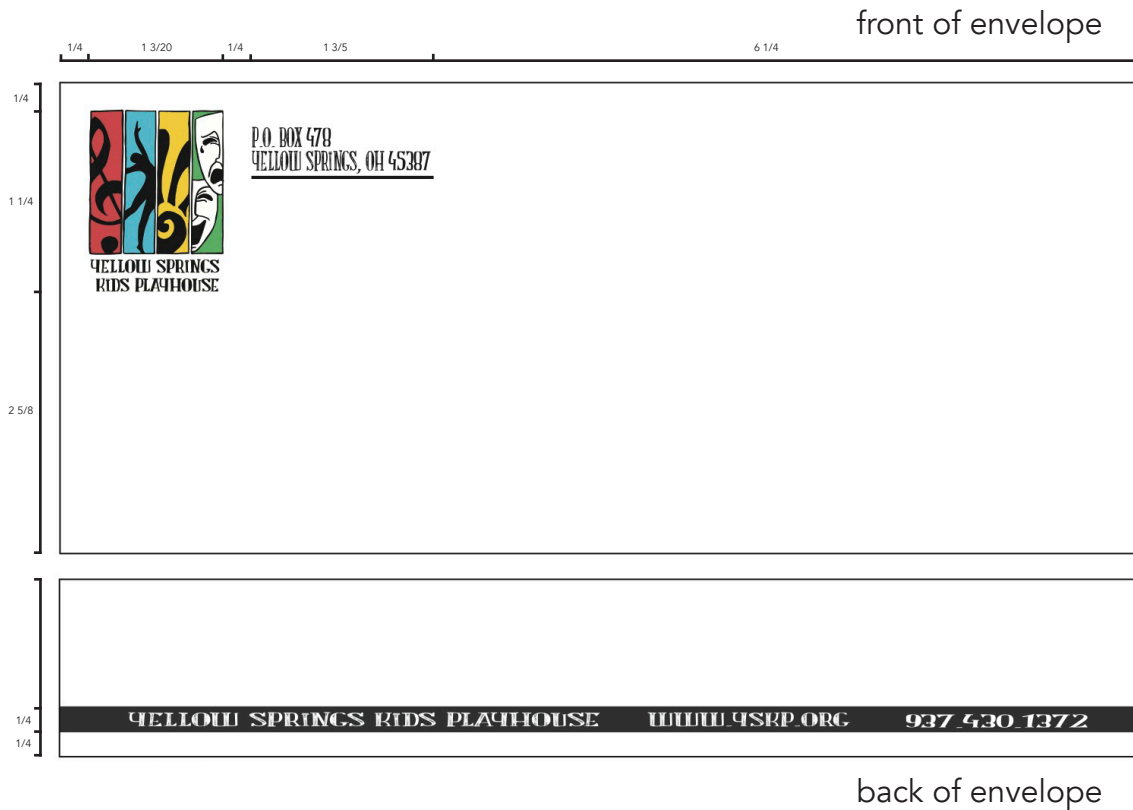 front of envelope
1/4 1 3/20 1/4 1 3/5 6 1/4
1/4
P.O. BOX 478
YELLOW SPRINGS, OH 45387
1 1/4
YELLOW SPRINGS
KIDS PLAYHOUSE
2 5/8
1/4
YELLOW SPRINGS KIDS PLAYHOUSE WWW.YSKP.ORG 937.430.1372
1/4
back of envelope